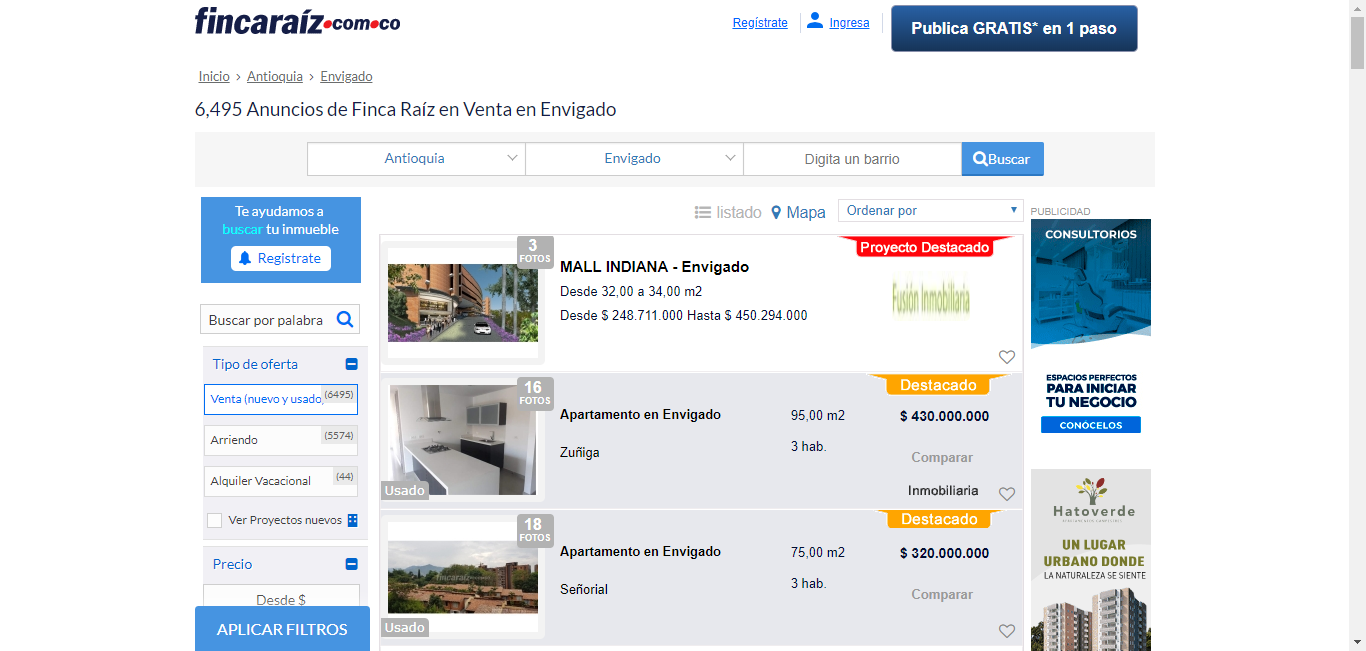 fincaraíz.com.co
Regístrate
Ingresa
Publica GRATIS* en 1 paso
Inicio > Antioquia > Envigado
6,495 Anuncios de Finca Raíz en Venta en Envigado
Antioquia
Envigado
Digita un barrio
Buscar
Te ayudamos a
buscar tu inmueble
Registrate
Buscar por palabra
Tipo de oferta
Venta (nuevo y usado) (6495)
Arriendo (5574)
Alquiler Vacacional (44)
Ver Proyectos nuevos
Precio
Desde $
APLICAR FILTROS
listado
Mapa
Ordenar por
3
FOTOS
MALL INDIANA - Envigado
Desde 32,00 a 34,00 m2
Desde $ 248.711.000 Hasta $ 450.294.000
Proyecto Destacado
Fusión Inmobiliaria
16
FOTOS
Usado
Apartamento en Envigado
Zuñiga
95,00 m2
3 hab.
Destacado
$ 430.000.000
Comparar
Inmobiliaria
18
FOTOS
fincaraíz
Usado
Apartamento en Envigado
Señorial
75,00 m2
3 hab.
Destacado
$ 320.000.000
Comparar
PUBLICIDAD
CONSULTORIOS
ESPACIOS PERFECTOS
PARA INICIAR
TU NEGOCIO
CONÓCELOS
Hatoverde
UN LUGAR
URBANO DONDE
LA NATURALEZA SE SIENTE